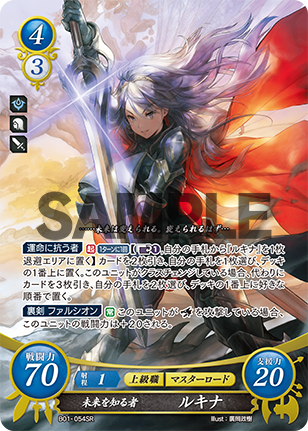 4
3
SAMPLE
……未来は変えられる。変えられるはず…
運命に抗う者 起 1ターンに1回 【 1,自分の手札から「ルキナ」を1枚
退避エリアに置く】カードを2枚引き、自分の手札を1枚選び、デッキ
の1番上に置く。このユニットがクラスチェンジしている場合、代わりに
カードを3枚引き、自分の手札を2枚選び、デッキの1番上に好きな
順番で置く。
裏剣 ファルシオン 常 このユニットが を攻撃している場合、
このユニットの戦闘力は+20される。
戦闘力
70
射程 1
上級職
マスターロード
支援力
20
未来を知る者 ルキナ
B01-054SR
Illust:廣岡政樹